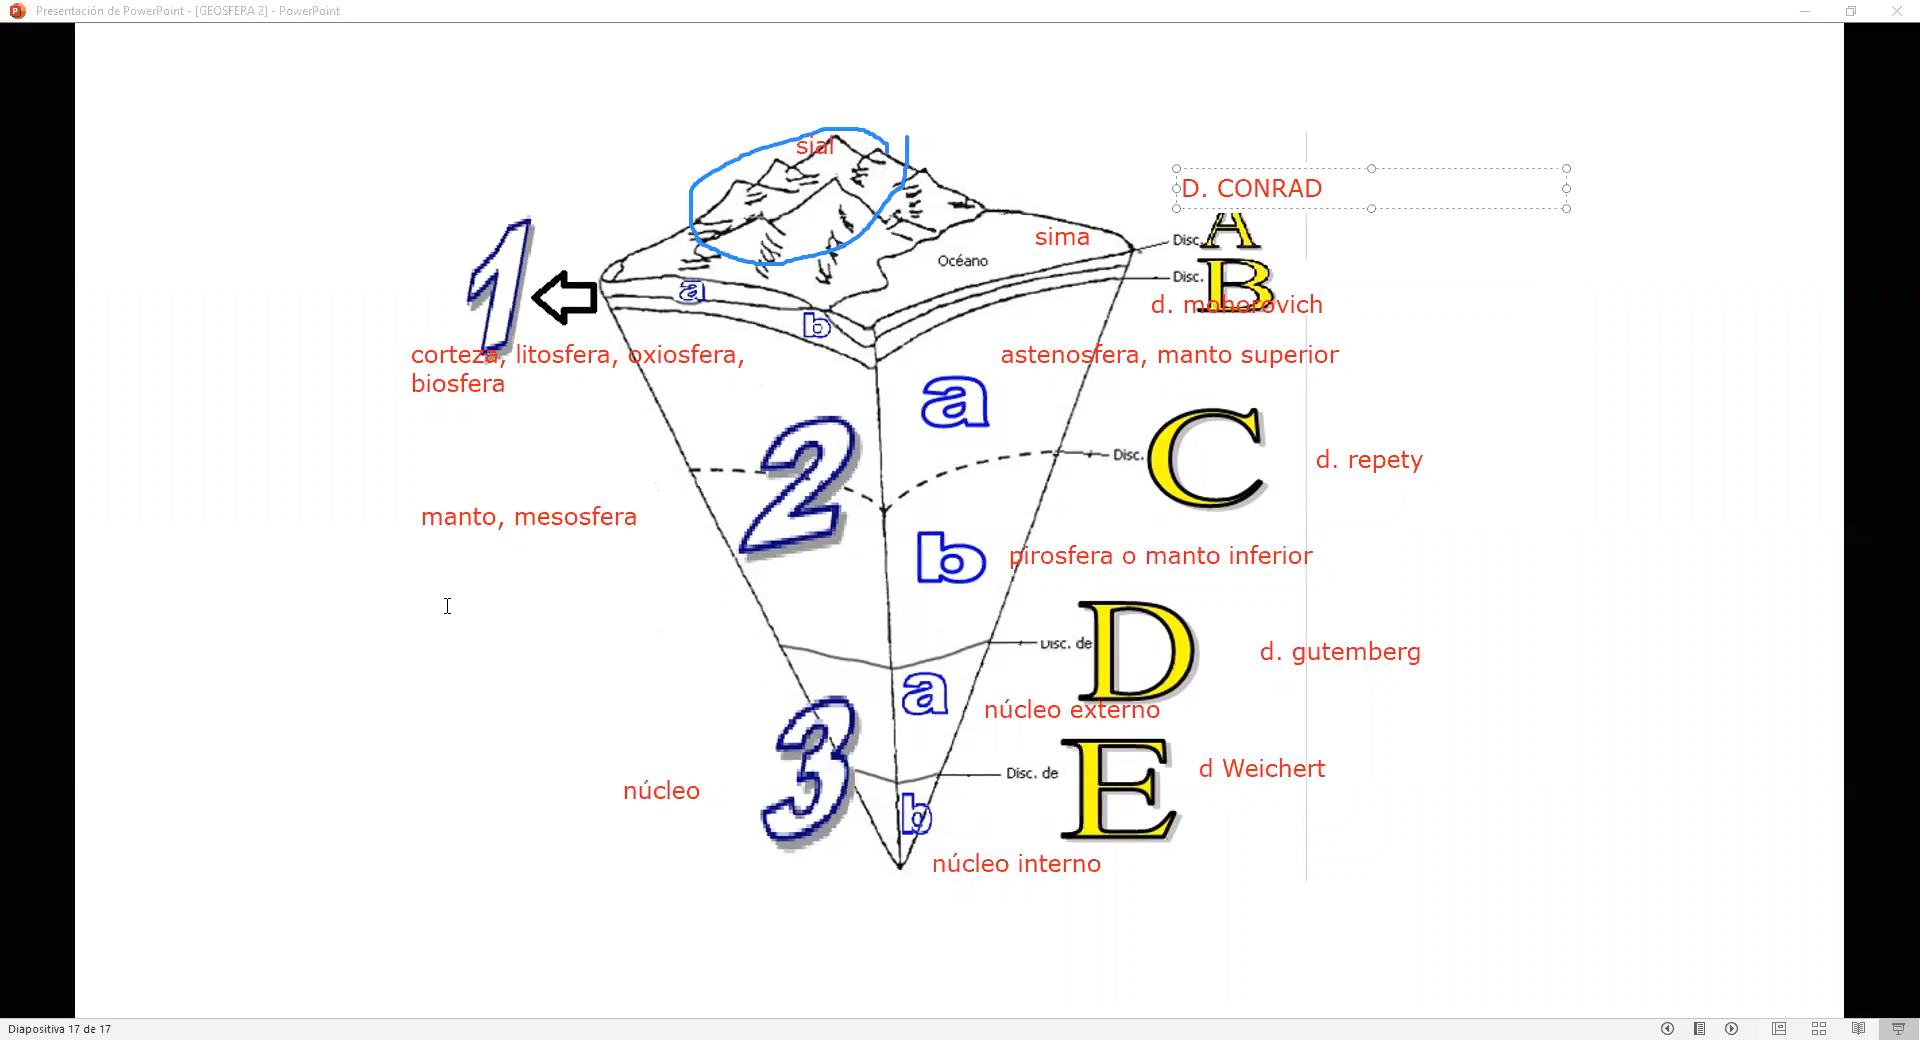 Presentación de PowerPoint - [GEOSFERA 2] - PowerPoint
sial
D. CONRAD
sima
Disc. A
Océano
1
Disc. B
a
d. mohorovich
b
corteza, litosfera, oxiosfera,
biosfera
astenosfera, manto superior
a
2
Disc. C
d. repety
manto, mesosfera
b
pirosfera o manto inferior
Disc. de D
d. gutemberg
a
núcleo externo
3
Disc. de E
d Weichert
núcleo
b
núcleo interno
Diapositiva 17 de 17